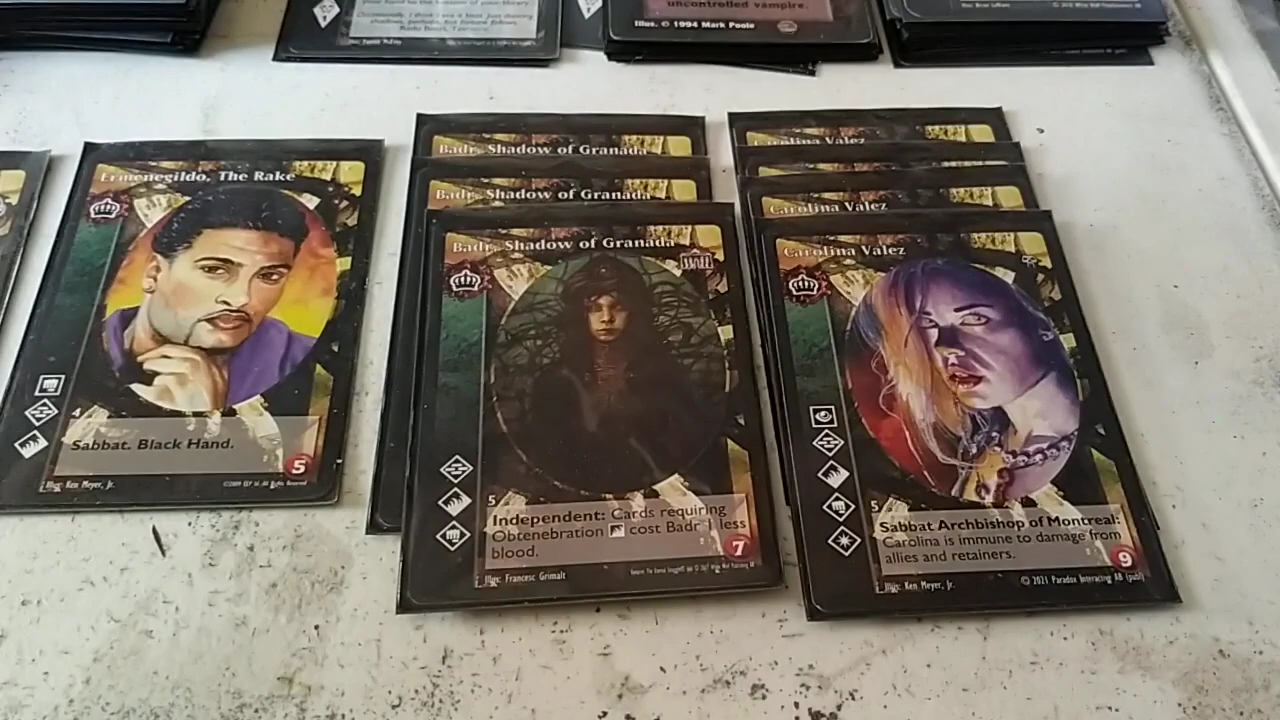 uncontrolled vampire.
Illus. © 1994 Mark Poole
Ermenegildo, The Rake
4
Sabbat. Black Hand.
5
Illus: Ken Meyer, Jr.
Badr, Shadow of Granada
Badr, Shadow of Granada
Badr, Shadow of Granada
5
Independent: Cards requiring
Obtenebration cost Badr 1 less
blood.
7
Illus: Francesc Grimalt
Carolina Valez
Carolina Valez
Carolina Valez
5
Sabbat Archbishop of Montreal:
Carolina is immune to damage from
allies and retainers.
9
Illus: Ken Meyer, Jr.
© 2021 Paradox Interactive AB (publ)